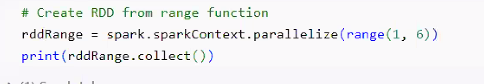 # Create RDD from range function
rddRange = spark.sparkContext.parallelize(range(1, 6))
print(rddRange.collect())